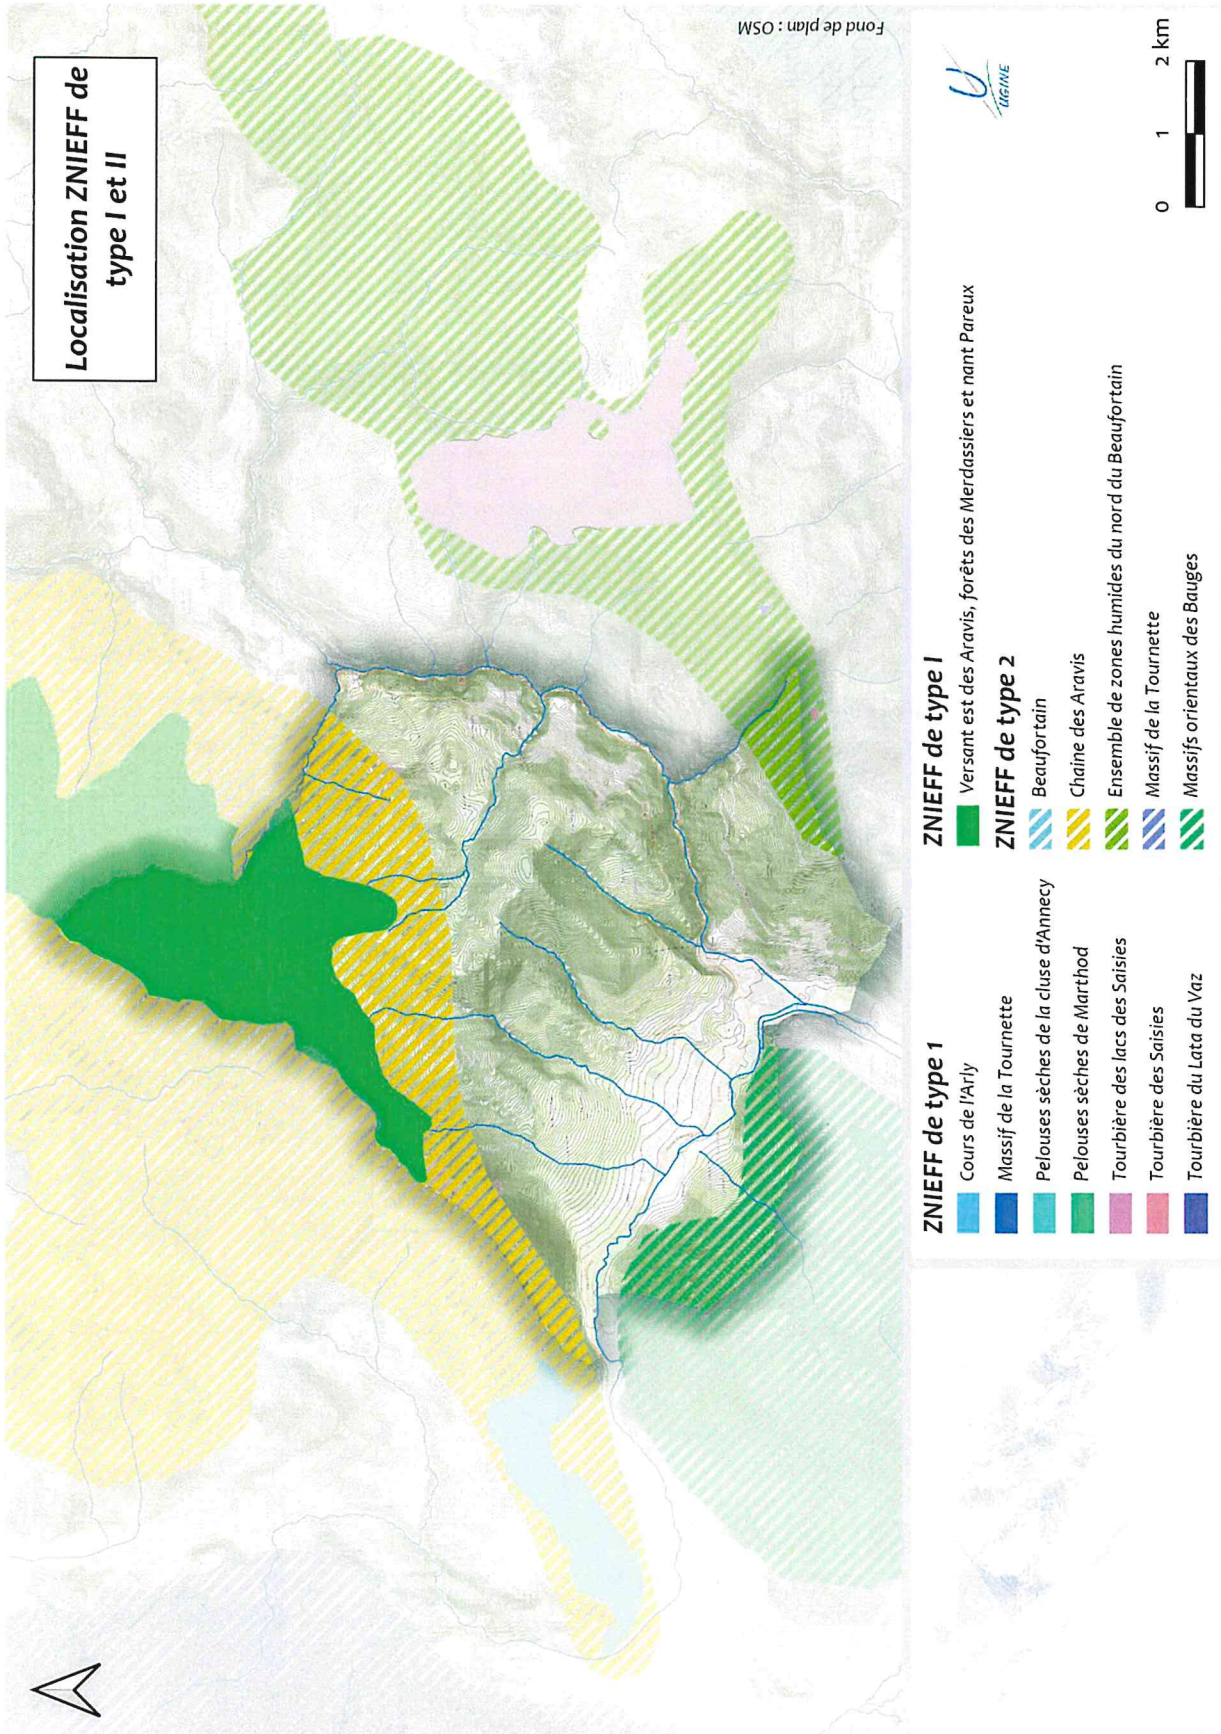 Localisation ZNIEFF de
type I et II
Fond de plan : OSM
ZNIEFF de type 1
Cours de l'Arly
Massif de la Tournette
Pelouses sèches de la cluse d'Annecy
Pelouses sèches de Marthod
Tourbière des lacs des Saisies
Tourbière des Saisies
Tourbière du Lata du Vaz
ZNIEFF de type I
Versant est des Aravis, forêts des Merdassiers et nant Pareux
ZNIEFF de type 2
Beaufortain
Chaine des Aravis
Ensemble de zones humides du nord du Beaufortain
Massif de la Tournette
Massifs orientaux des Bauges
UGINE
0 1 2 km